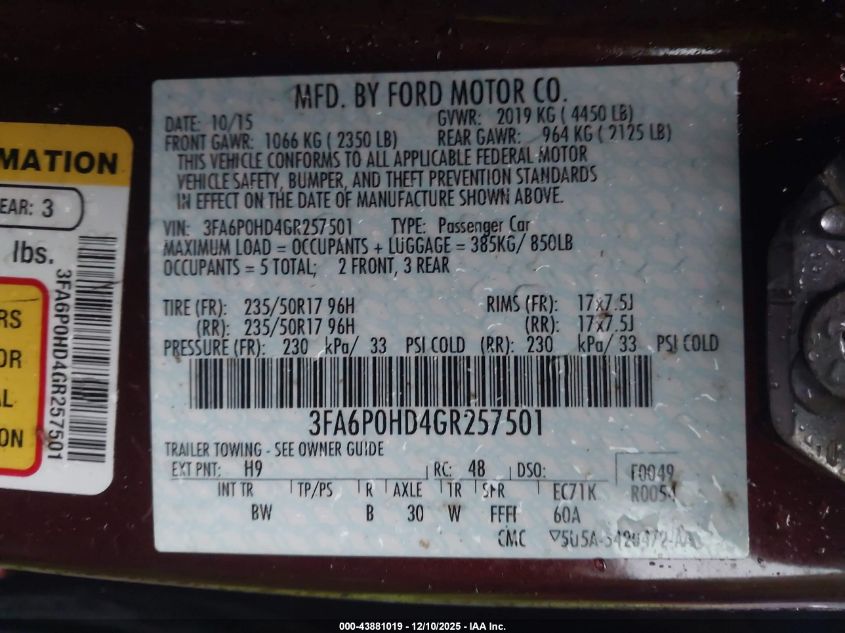 MFD. BY FORD MOTOR CO.
DATE: 10/15 GVWR: 2019 KG ( 4450 LB)
FRONT GAWR: 1066 KG ( 2350 LB) REAR GAWR: 964 KG ( 2125 LB)
THIS VEHICLE CONFORMS TO ALL APPLICABLE FEDERAL MOTOR
VEHICLE SAFETY, BUMPER, AND THEFT PREVENTION STANDARDS
IN EFFECT ON THE DATE OF MANUFACTURE SHOWN ABOVE.
VIN: 3FA6P0HD4GR257501 TYPE: Passenger Car
MAXIMUM LOAD = OCCUPANTS + LUGGAGE = 385KG/ 850LB
OCCUPANTS = 5 TOTAL; 2 FRONT, 3 REAR
TIRE (FR): 235/50R17 96H RIMS (FR): 17x7.5J
(RR): 235/50R17 96H (RR): 17x7.5J
PRESSURE (FR): 230 kPa/ 33 PSI COLD (RR): 230 kPa/ 33 PSI COLD
3FA6P0HD4GR257501
TRAILER TOWING - SEE OWNER GUIDE
EXT PNT: H9 RC: 48 DSO: F0049
INT TR TP/PS R AXLE TR SPR EC71K
BW B 30 W FFFF 60A
CMC
MATION
EAR: 3
lbs.
RS
OR
AL
ON
3FA6P0HD4GR257501
000-43881019 - 12/10/2025 - IAA Inc.